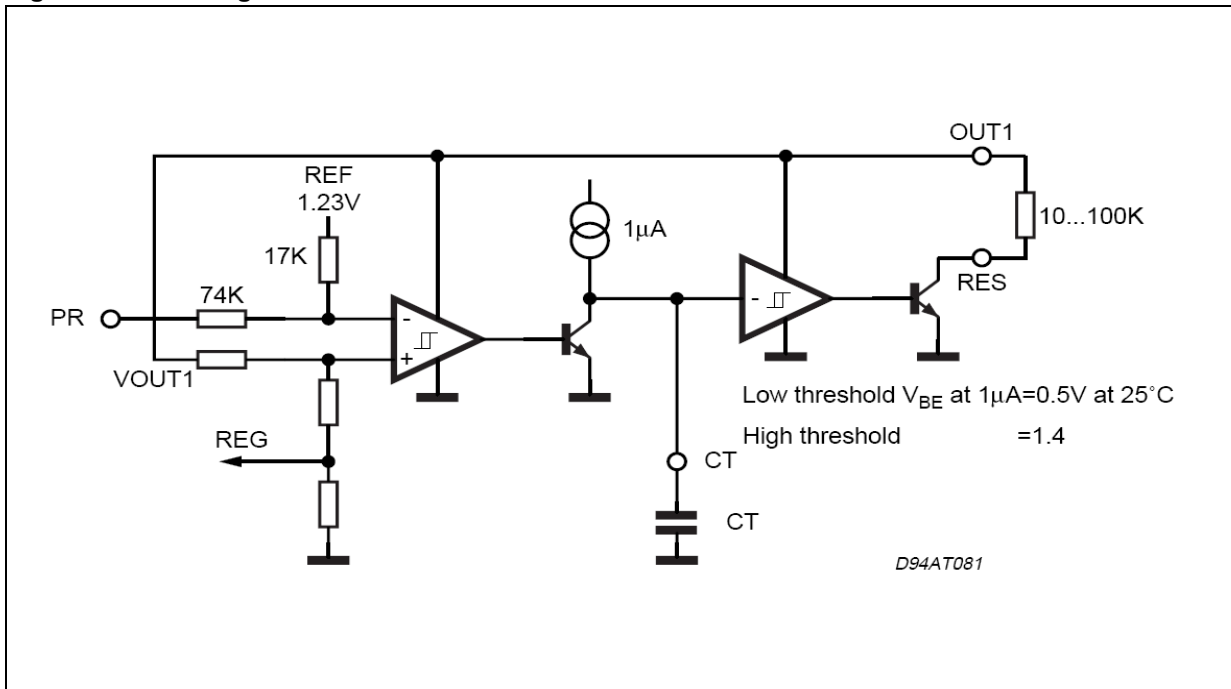 OUT1
REF
1.23V
17K
1µA
10...100K
RES
74K
PR
-
-
+
VOUT1
Low threshold VBE at 1µA=0.5V at 25°C
High threshold =1.4
REG
CT
CT
D94AT081